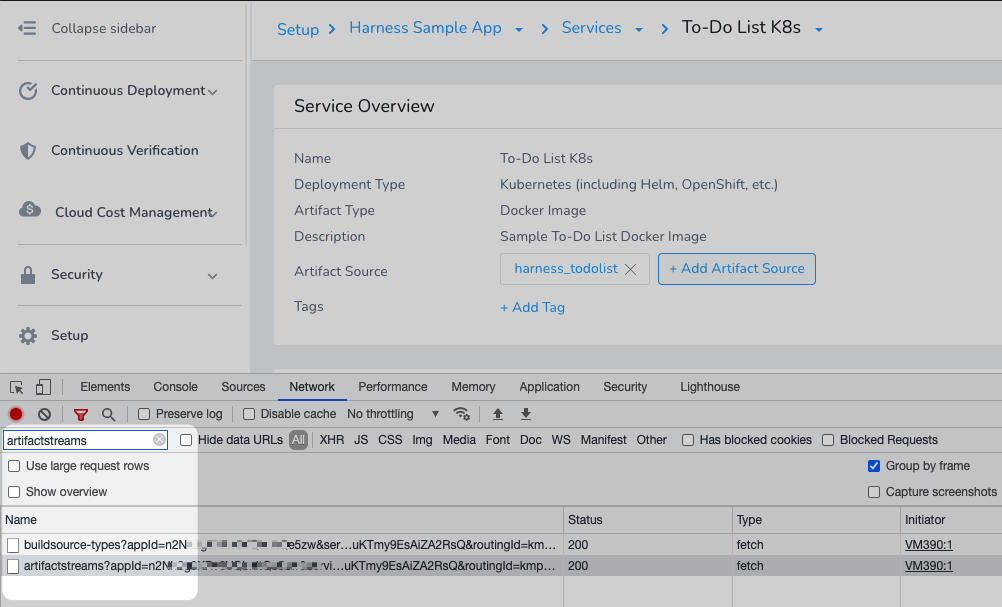 Collapse sidebar
Continuous Deployment
Continuous Verification
Cloud Cost Management
Security
Setup
Setup > Harness Sample App > Services > To-Do List K8s
Service Overview
Name To-Do List K8s
Deployment Type Kubernetes (including Helm, OpenShift, etc.)
Artifact Type Docker Image
Description Sample To-Do List Docker Image
Artifact Source harness_todolist + Add Artifact Source
Tags + Add Tag
Elements Console Sources Network Performance Memory Application Security Lighthouse
Preserve log Disable cache No throttling
artifactstreams Hide data URLs All XHR JS CSS Img Media Font Doc WS Manifest Other Has blocked cookies Blocked Requests
Use large request rows Group by frame
Show overview Capture screenshots
Name Status Type Initiator
buildsource-types?appId=n2N e5zw&ser…uKTmy9EsAiZA2RsQ&routingId=km… 200 fetch VM390:1
artifactstreams?appId=n2N rvi…uKTmy9EsAiZA2RsQ&routingId=kmp… 200 fetch VM390:1